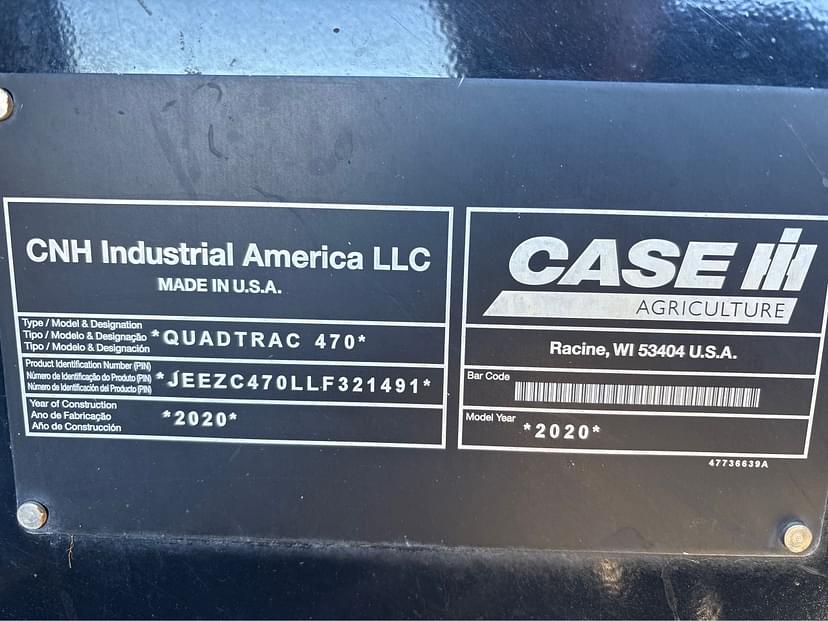 CNH Industrial America LLC
MADE IN U.S.A.
Type / Model & Designation
Tipo / Modelo & Designação
Tipo / Modelo & Designación
*QUADTRAC 470*
Product Identification Number (PIN)
Número de Identificação do Produto (PIN)
Número de Identificación del Producto (PIN)
*JEEZC470LLF321491*
Year of Construction
Ano de Fabricação
Año de Construcción
*2020*
CASE IH
AGRICULTURE
Racine, WI 53404 U.S.A.
Bar Code
Model Year
*2020*
47736639A